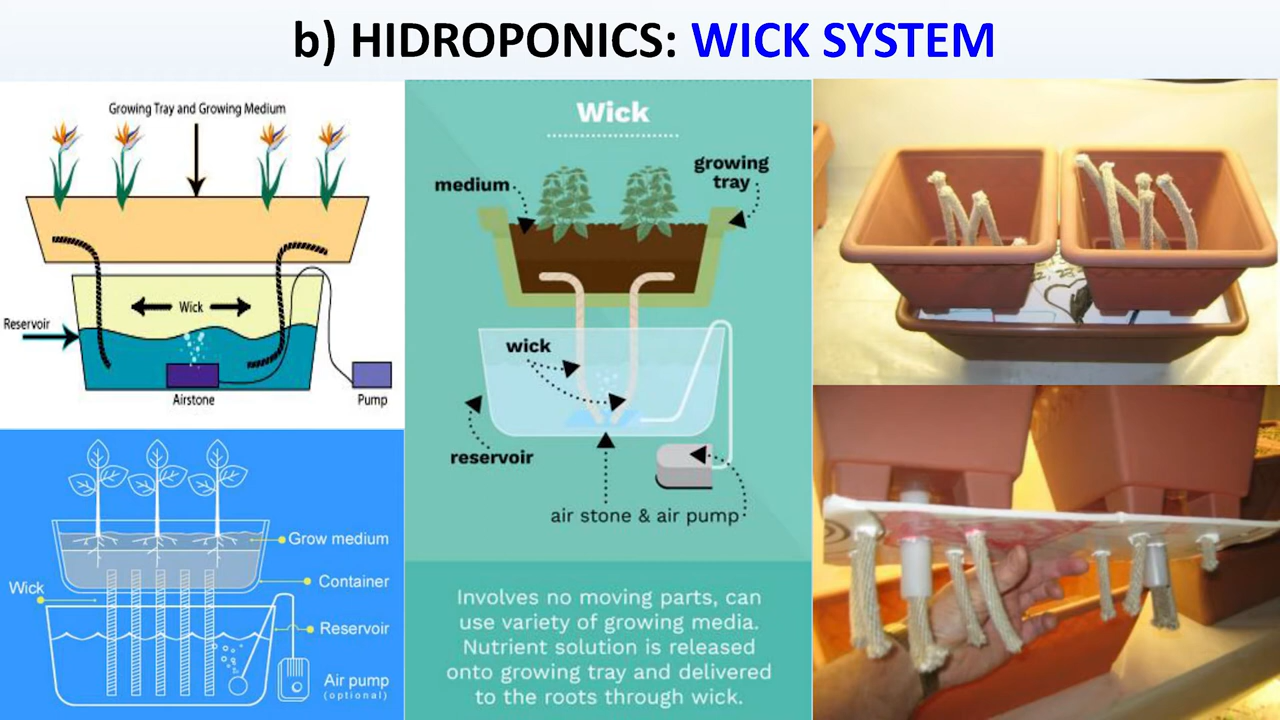 b) HIDROPONICS: WICK SYSTEM
Growing Tray and Growing Medium
Wick
Reservoir
Airstone
Pump
Wick
medium
growing
tray
wick
reservoir
air stone & air pump
Involves no moving parts, can
use variety of growing media.
Nutrient solution is released
onto growing tray and delivered
to the roots through wick.
Grow medium
Container
Wick
Reservoir
Air pump
(optional)